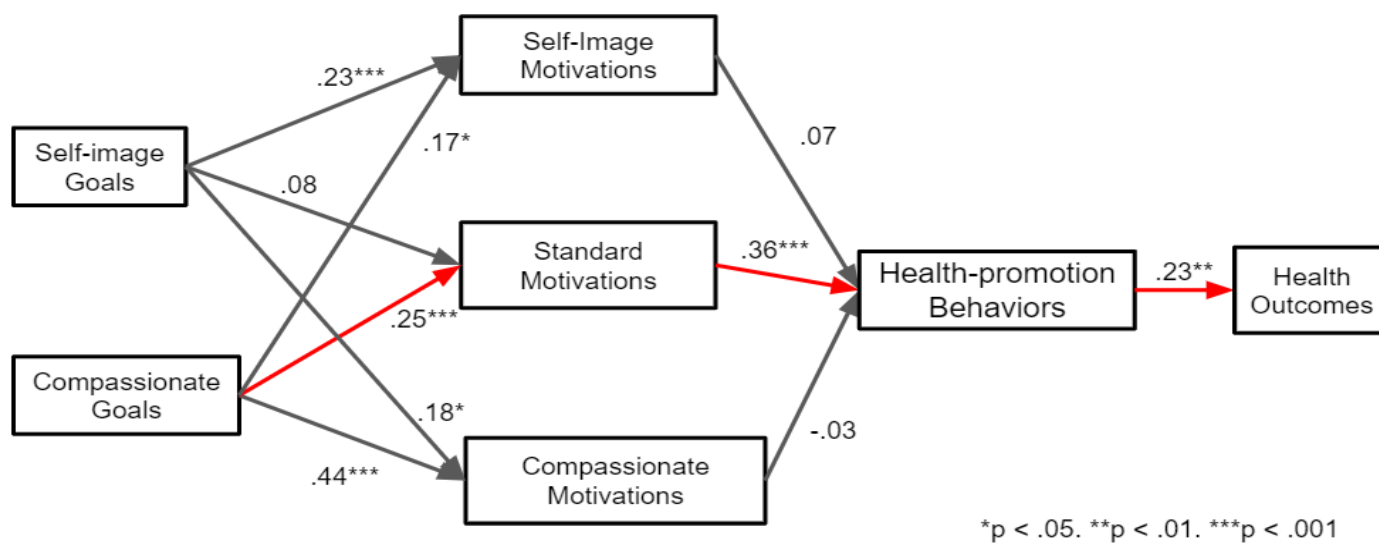 Self-Image
Motivations
.23***
.17*
.07
Self-image
Goals
.08
Standard
Motivations
.36***
Health-promotion
Behaviors
.23**
Health
Outcomes
.25***
Compassionate
Goals
.18*
.44***
Compassionate
Motivations
-.03
*p < .05. **p < .01. ***p < .001